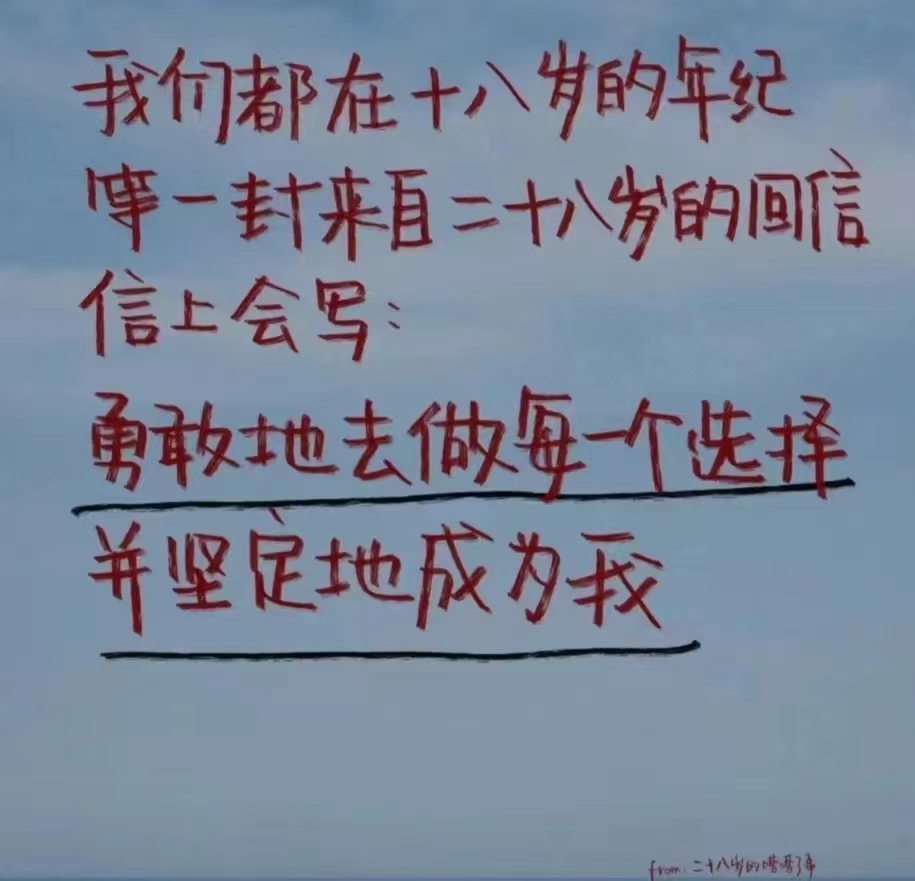 我们都在十八岁的年纪
等一封来自二十八岁的回信
信上会写:
勇敢地去做每一个选择
并坚定地成为我
from: 二十八岁的